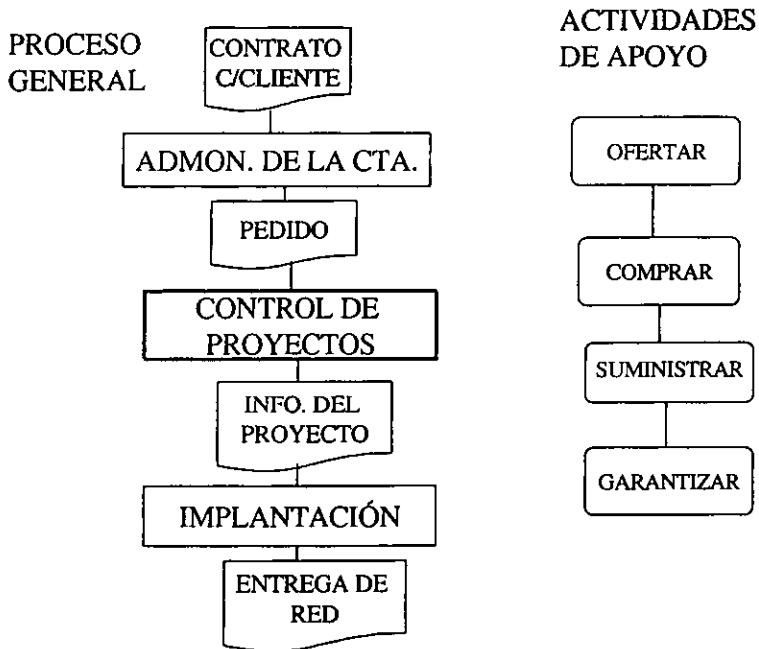 PROCESO
GENERAL
CONTRATO
C/CLIENTE
ADMON. DE LA CTA.
PEDIDO
CONTROL DE
PROYECTOS
INFO. DEL
PROYECTO
IMPLANTACIÓN
ENTREGA DE
RED
ACTIVIDADES
DE APOYO
OFERTAR
COMPRAR
SUMINISTRAR
GARANTIZAR